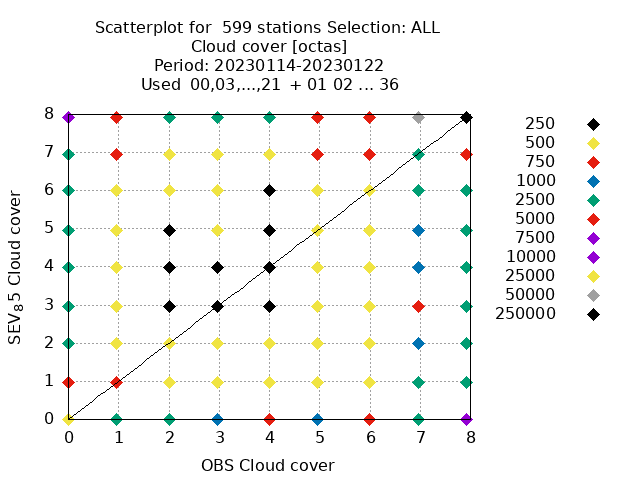 Scatterplot for  599 stations Selection: ALL
Cloud cover [octas]
Period: 20230114-20230122
Used  00,03,...,21  + 01 02 ... 36
8
7
6
5
4
3
2
1
0
SEV₈5 Cloud cover
0 1 2 3 4 5 6 7 8
OBS Cloud cover
250
500
750
1000
2500
5000
7500
10000
25000
50000
250000